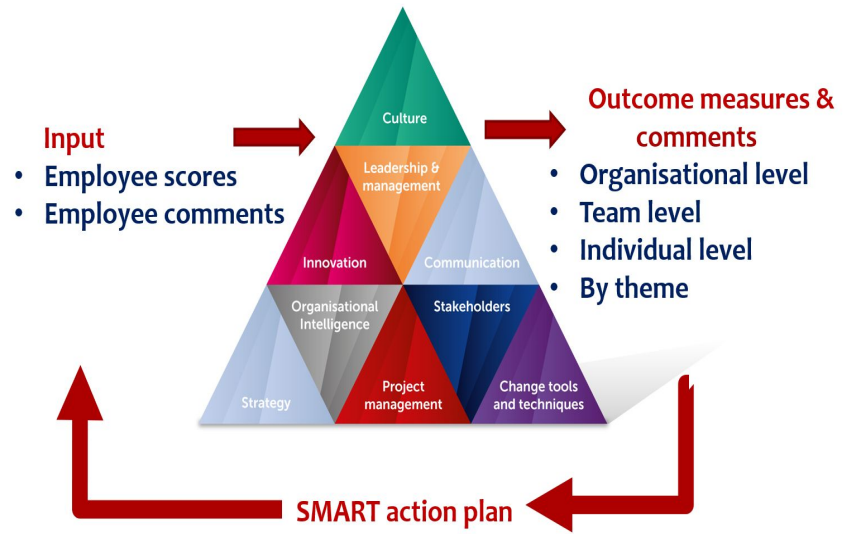 Input
• Employee scores
• Employee comments
Culture
Leadership &
management
Innovation
Communication
Organisational
Intelligence
Stakeholders
Strategy
Project
management
Change tools
and techniques
Outcome measures &
comments
• Organisational level
• Team level
• Individual level
• By theme
SMART action plan